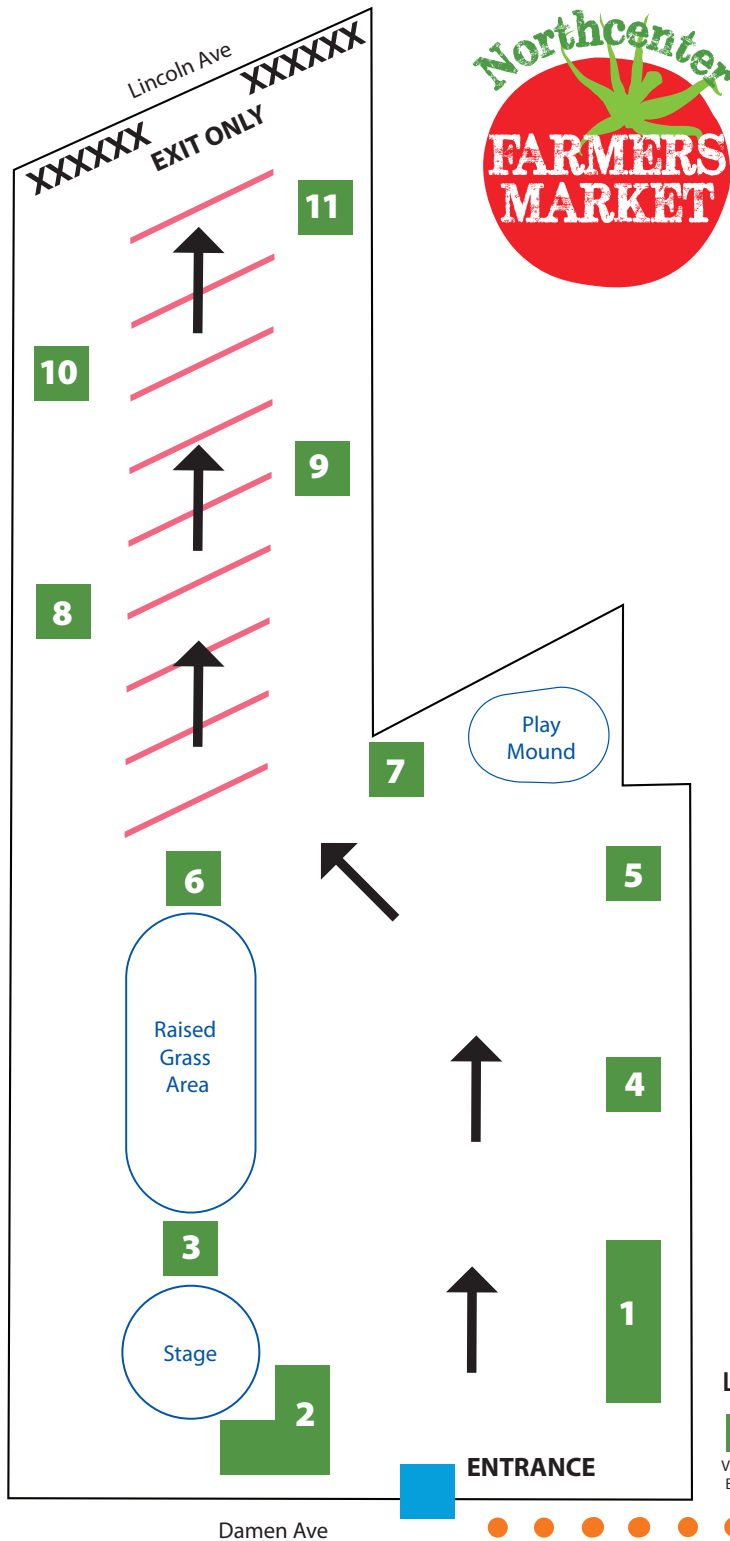 Northcenter
FARMERS
MARKET
Lincoln Ave
XXXXXX
XXXXXX
EXIT ONLY
11
10
9
8
Play
Mound
7
6
5
Raised
Grass
Area
4
3
1
Stage
2
ENTRANCE
Damen Ave